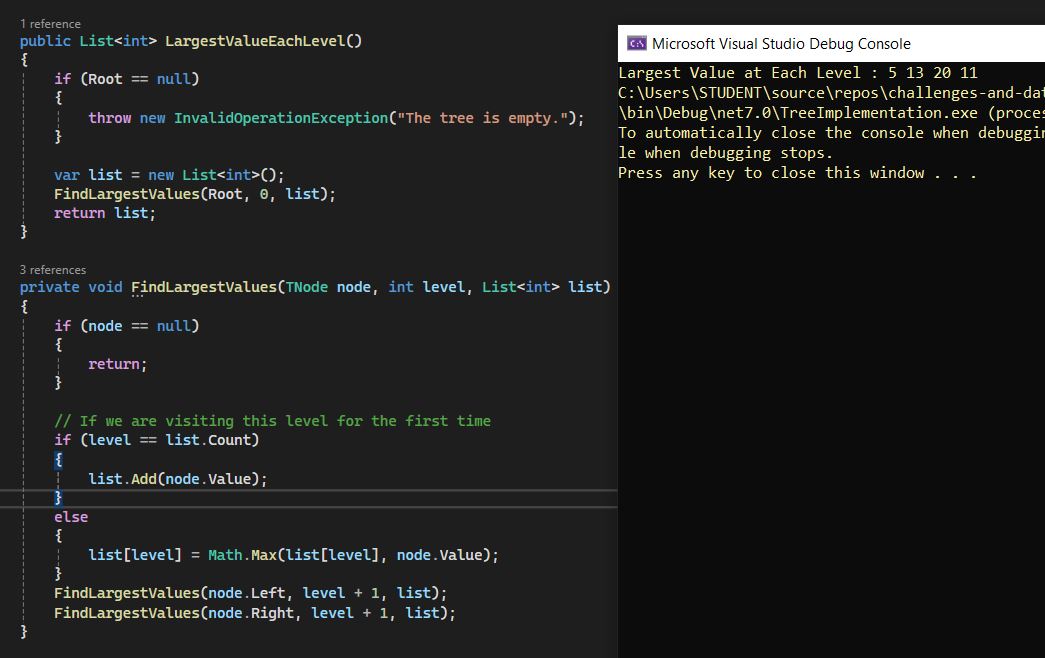 1 reference
public List<int> LargestValueEachLevel()
{
if (Root == null)
{
throw new InvalidOperationException("The tree is empty.");
}
var list = new List<int>();
FindLargestValues(Root, 0, list);
return list;
}
3 references
private void FindLargestValues(TNode node, int level, List<int> list)
{
if (node == null)
{
return;
}
// If we are visiting this level for the first time
if (level == list.Count)
{
list.Add(node.Value);
}
else
{
list[level] = Math.Max(list[level], node.Value);
}
FindLargestValues(node.Left, level + 1, list);
FindLargestValues(node.Right, level + 1, list);
}
C:\
Microsoft Visual Studio Debug Console
Largest Value at Each Level : 5 13 20 11
C:\Users\STUDENT\source\repos\challenges-and-dat
\bin\Debug\net7.0\TreeImplementation.exe (proces
To automatically close the console when debuggin
le when debugging stops.
Press any key to close this window . . .